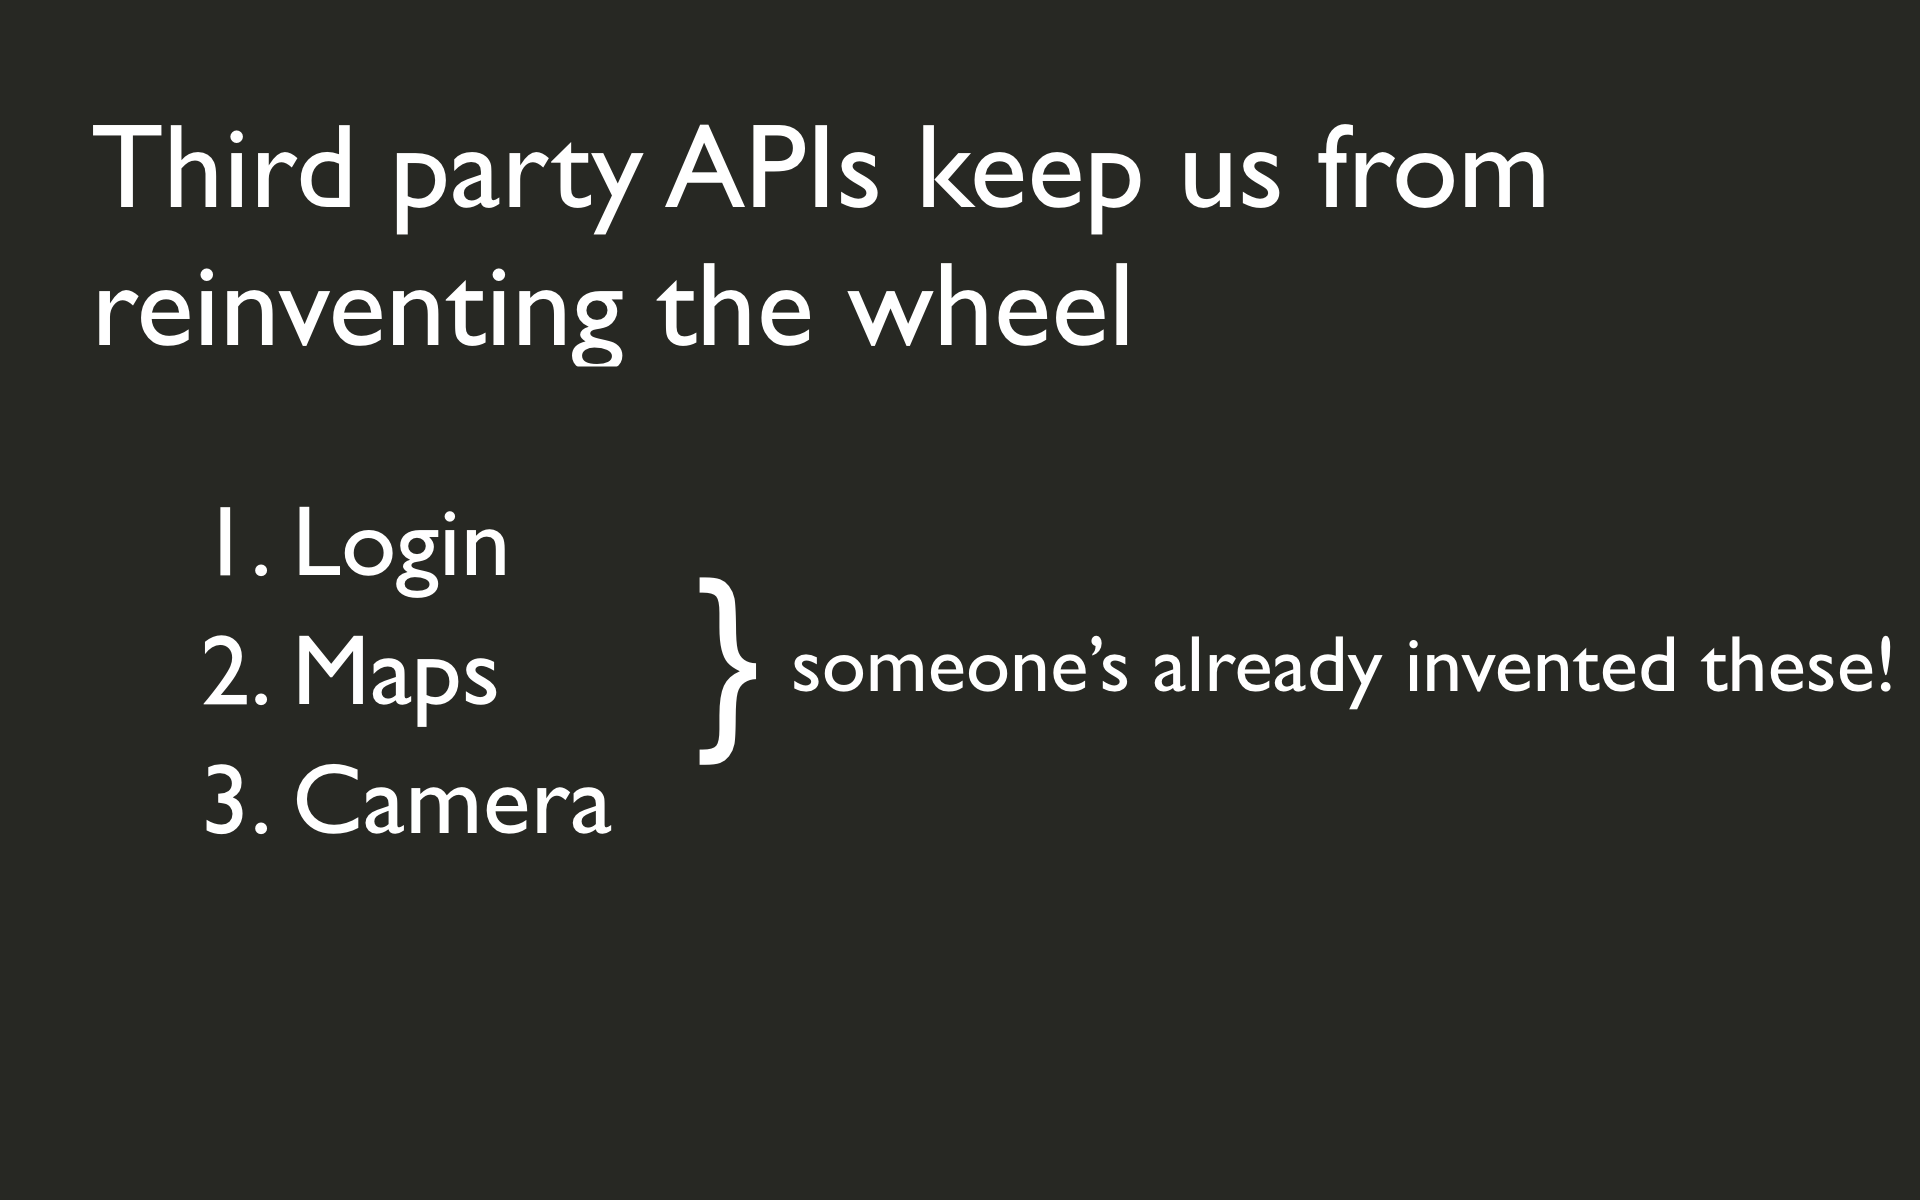 Third party APIs keep us from
reinventing the wheel
1. Login
2. Maps
3. Camera
} someone’s already invented these!